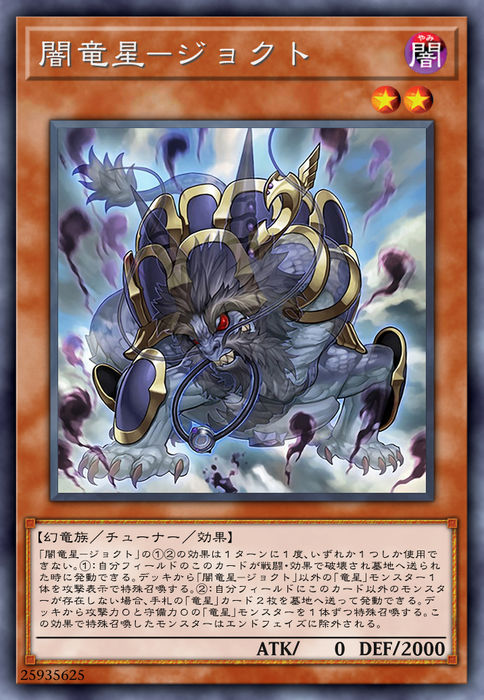 闇竜星−ジョクト
やみ
闇
【幻竜族／チューナー／効果】
「闇竜星−ジョクト」の①②の効果は１ターンに１度、いずれか１つしか使用で
きない。①：自分フィールドのこのカードが戦闘・効果で破壊され墓地へ送られ
た時に発動できる。デッキから「闇竜星−ジョクト」以外の「竜星」モンスター１
体を攻撃表示で特殊召喚する。②：自分フィールドにこのカード以外のモンスタ
ーが存在しない場合、手札の「竜星」カード２枚を墓地へ送って発動できる。デ
ッキから攻撃力０と守備力０の「竜星」モンスターを１体ずつ特殊召喚する。こ
の効果で特殊召喚したモンスターはエンドフェイズに除外される。
ATK/ 0 DEF/2000
25935625